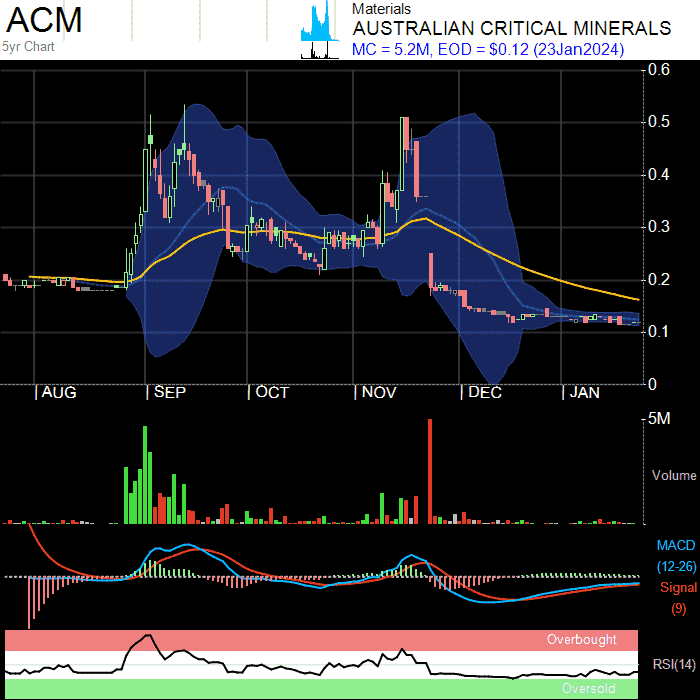 ACM
5yr Chart
Materials
AUSTRALIAN CRITICAL MINERALS
MC = 5.2M, EOD = $0.12 (23Jan2024)
0.6
0.5
0.4
0.3
0.2
0.1
0
| AUG | SEP | OCT | NOV | DEC | JAN
5M
Volume
MACD
(12-26)
Signal
(9)
Overbought
RSI(14)
Oversold